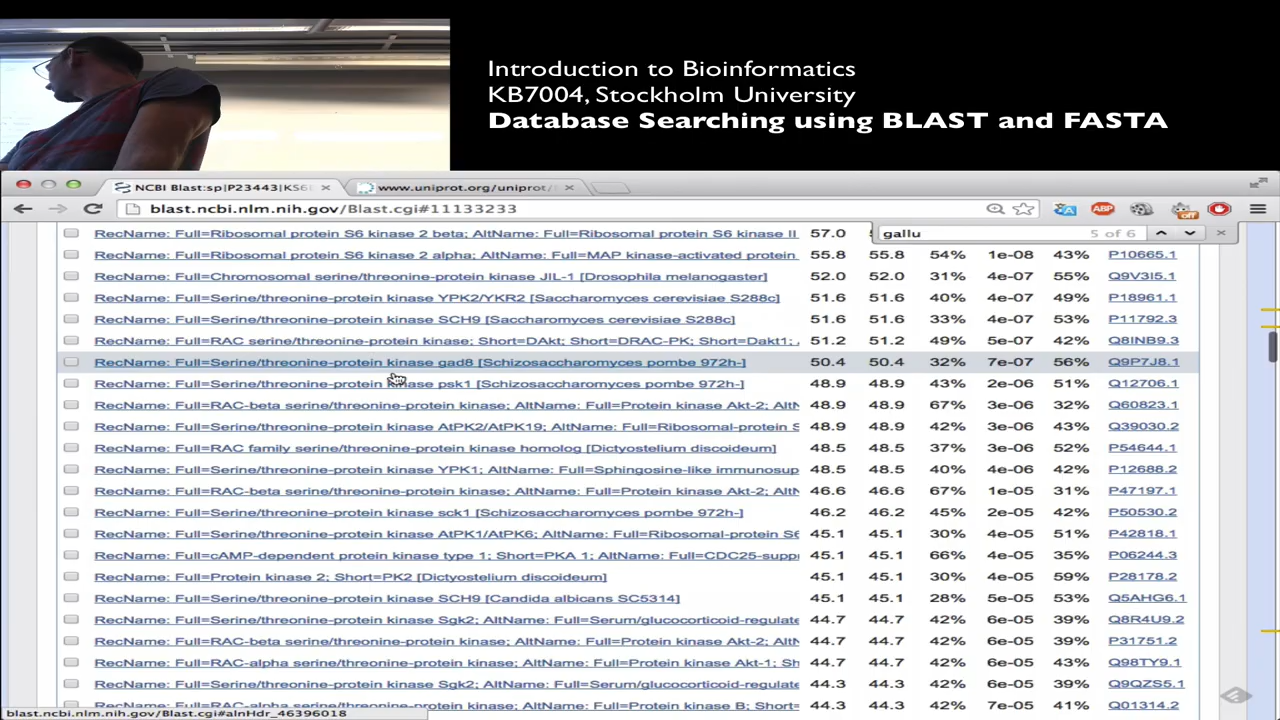 Introduction to Bioinformatics
KB7004, Stockholm University
Database Searching using BLAST and FASTA
NCBI Blast:sp|P23443|KS6 www.uniprot.org/uniprot/
blast.ncbi.nlm.nih.gov/Blast.cgi#11133233 ABP off
gallu 5 of 6
RecName: Full=Ribosomal protein S6 kinase 2 beta; AltName: Full=Ribosomal protein S6 kinase II 57.0
RecName: Full=Ribosomal protein S6 kinase 2 alpha; AltName: Full=MAP kinase-activated protein 55.8 55.8 54% 1e-08 43% P10665.1
RecName: Full=Chromosomal serine/threonine-protein kinase JIL-1 [Drosophila melanogaster] 52.0 52.0 31% 4e-07 55% Q9V3I5.1
RecName: Full=Serine/threonine-protein kinase YPK2/YKR2 [Saccharomyces cerevisiae S288c] 51.6 51.6 40% 4e-07 49% P18961.1
RecName: Full=Serine/threonine-protein kinase SCH9 [Saccharomyces cerevisiae S288c] 51.6 51.6 33% 4e-07 53% P11792.3
RecName: Full=RAC serine/threonine-protein kinase; Short=DAkt; Short=DRAC-PK; Short=Dakt1; 51.2 51.2 49% 5e-07 42% Q8INB9.3
RecName: Full=Serine/threonine-protein kinase gad8 [Schizosaccharomyces pombe 972h-] 50.4 50.4 32% 7e-07 56% Q9P7J8.1
RecName: Full=Serine/threonine-protein kinase psk1 [Schizosaccharomyces pombe 972h-] 48.9 48.9 43% 2e-06 51% Q12706.1
RecName: Full=RAC-beta serine/threonine-protein kinase; AltName: Full=Protein kinase Akt-2; AltN 48.9 48.9 67% 3e-06 32% Q60823.1
RecName: Full=Serine/threonine-protein kinase AtPK2/AtPK19; AltName: Full=Ribosomal-protein S 48.9 48.9 42% 3e-06 43% Q39030.2
RecName: Full=RAC family serine/threonine-protein kinase homolog [Dictyostelium discoideum] 48.5 48.5 37% 3e-06 52% P54644.1
RecName: Full=Serine/threonine-protein kinase YPK1; AltName: Full=Sphingosine-like immunosup 48.5 48.5 40% 4e-06 42% P12688.2
RecName: Full=RAC-beta serine/threonine-protein kinase; AltName: Full=Protein kinase Akt-2; AltN 46.6 46.6 67% 1e-05 31% P47197.1
RecName: Full=Serine/threonine-protein kinase sck1 [Schizosaccharomyces pombe 972h-] 46.2 46.2 45% 2e-05 42% P50530.2
RecName: Full=Serine/threonine-protein kinase AtPK1/AtPK6; AltName: Full=Ribosomal-protein S6 45.1 45.1 30% 4e-05 51% P42818.1
RecName: Full=cAMP-dependent protein kinase type 1; Short=PKA 1; AltName: Full=CDC25-suppr 45.1 45.1 66% 4e-05 35% P06244.3
RecName: Full=Protein kinase 2; Short=PK2 [Dictyostelium discoideum] 45.1 45.1 30% 4e-05 59% P28178.2
RecName: Full=Serine/threonine-protein kinase SCH9 [Candida albicans SC5314] 45.1 45.1 28% 5e-05 53% Q5AHG6.1
RecName: Full=Serine/threonine-protein kinase Sgk2; AltName: Full=Serum/glucocorticoid-regulate 44.7 44.7 42% 6e-05 39% Q8R4U9.2
RecName: Full=RAC-beta serine/threonine-protein kinase; AltName: Full=Protein kinase Akt-2; AltN 44.7 44.7 42% 6e-05 39% P31751.2
RecName: Full=RAC-alpha serine/threonine-protein kinase; AltName: Full=Protein kinase Akt-1; Sh 44.7 44.7 42% 6e-05 43% Q98TY9.1
RecName: Full=Serine/threonine-protein kinase Sgk2; AltName: Full=Serum/glucocorticoid-regulate 44.3 44.3 42% 6e-05 39% Q9QZS5.1
serine/threonine-protein kinase; AltName: Full=Protein kinase B; Short= 44.3 44.3 42% 7e-05 41% Q01314.2
blast.ncbi.nlm.nih.gov/Blast.cgi#alnHdr_46396018